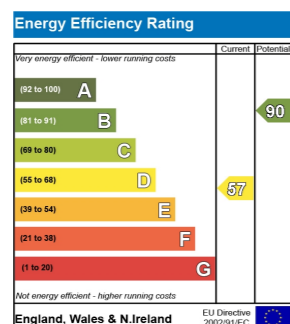 Energy Efficiency Rating
Current Potential
Very energy efficient - lower running costs
(92 to 100) A
(81 to 91) B
90
(69 to 80) C
(55 to 68) D
57
(39 to 54) E
(21 to 38) F
(1 to 20) G
Not energy efficient - higher running costs
England, Wales & N.Ireland
EU Directive
2002/91/EC